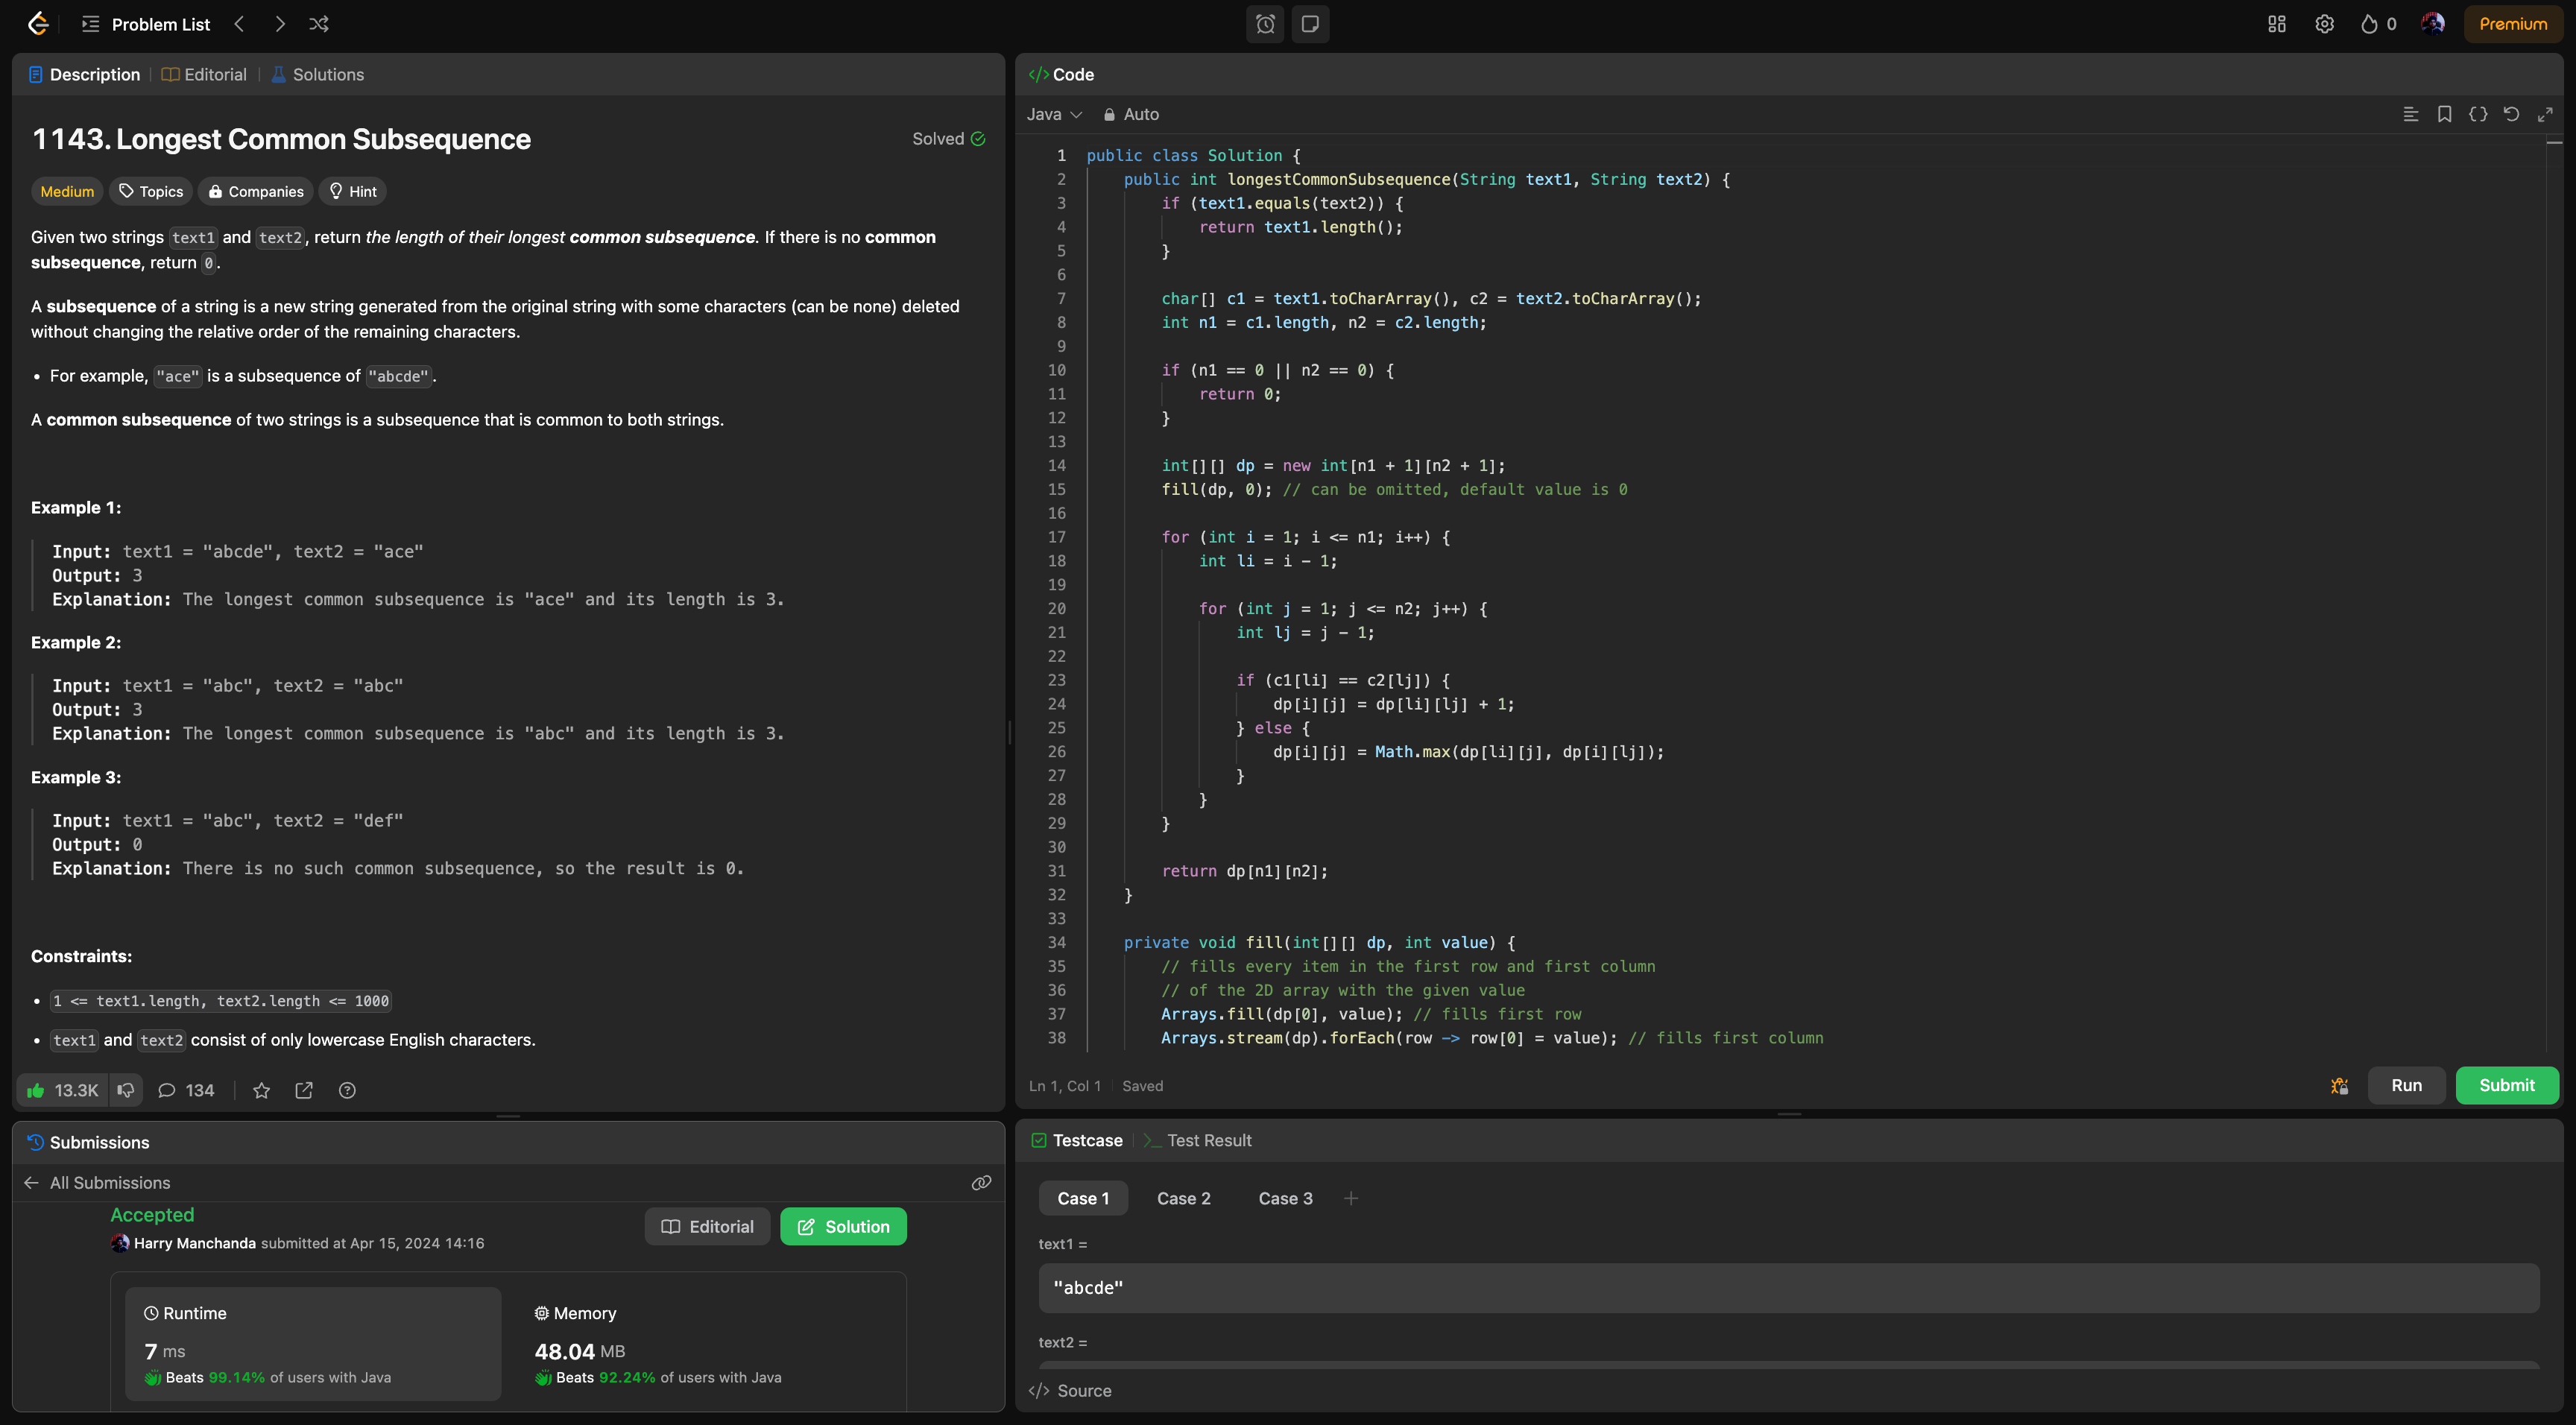 Problem List
0
Premium
Description
Editorial
Solutions
1143. Longest Common Subsequence
Solved
Medium
Topics
Companies
Hint
Given two strings text1 and text2, return the length of their longest common subsequence. If there is no common
subsequence, return 0.
A subsequence of a string is a new string generated from the original string with some characters (can be none) deleted
without changing the relative order of the remaining characters.
• For example, "ace" is a subsequence of "abcde".
A common subsequence of two strings is a subsequence that is common to both strings.
Example 1:
Input: text1 = "abcde", text2 = "ace"
Output: 3
Explanation: The longest common subsequence is "ace" and its length is 3.
Example 2:
Input: text1 = "abc", text2 = "abc"
Output: 3
Explanation: The longest common subsequence is "abc" and its length is 3.
Example 3:
Input: text1 = "abc", text2 = "def"
Output: 0
Explanation: There is no such common subsequence, so the result is 0.
Constraints:
• 1 <= text1.length, text2.length <= 1000
• text1 and text2 consist of only lowercase English characters.
13.3K
134
Submissions
All Submissions
Accepted
Harry Manchanda submitted at Apr 15, 2024 14:16
Editorial
Solution
Runtime
7 ms
Beats 99.14% of users with Java
Memory
48.04 MB
Beats 92.24% of users with Java
</> Code
Java
Auto
1 public class Solution {
2 public int longestCommonSubsequence(String text1, String text2) {
3 if (text1.equals(text2)) {
4 return text1.length();
5 }
6
7 char[] c1 = text1.toCharArray(), c2 = text2.toCharArray();
8 int n1 = c1.length, n2 = c2.length;
9
10 if (n1 == 0 || n2 == 0) {
11 return 0;
12 }
13
14 int[][] dp = new int[n1 + 1][n2 + 1];
15 fill(dp, 0); // can be omitted, default value is 0
16
17 for (int i = 1; i <= n1; i++) {
18 int li = i - 1;
19
20 for (int j = 1; j <= n2; j++) {
21 int lj = j - 1;
22
23 if (c1[li] == c2[lj]) {
24 dp[i][j] = dp[li][lj] + 1;
25 } else {
26 dp[i][j] = Math.max(dp[li][j], dp[i][lj]);
27 }
28 }
29 }
30
31 return dp[n1][n2];
32 }
33
34 private void fill(int[][] dp, int value) {
35 // fills every item in the first row and first column
36 // of the 2D array with the given value
37 Arrays.fill(dp[0], value); // fills first row
38 Arrays.stream(dp).forEach(row -> row[0] = value); // fills first column
Ln 1, Col 1
Saved
Run
Submit
Testcase
Test Result
Case 1
Case 2
Case 3
text1 =
"abcde"
text2 =
</> Source